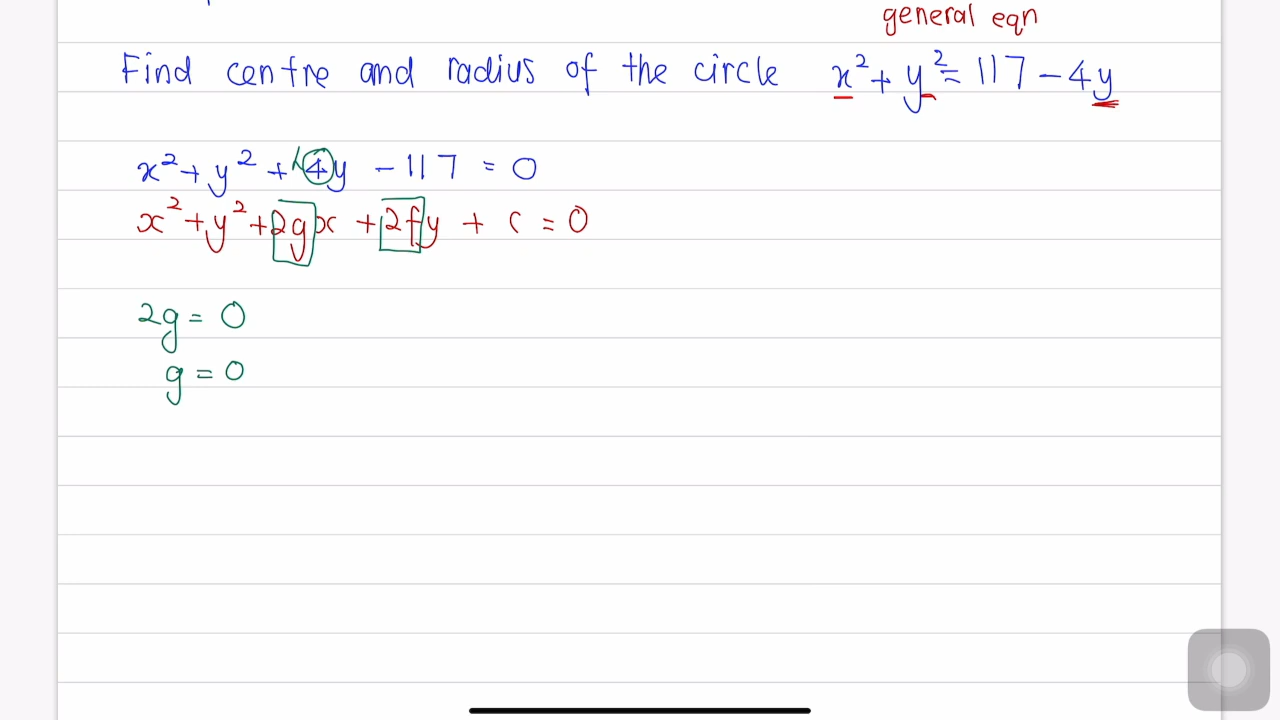 general eqn
Find centre and radius of the circle x² + y² = 117 - 4y
x² + y² + 4y - 117 = 0
x² + y² + 2gx + 2fy + c = 0
2g = 0
g = 0